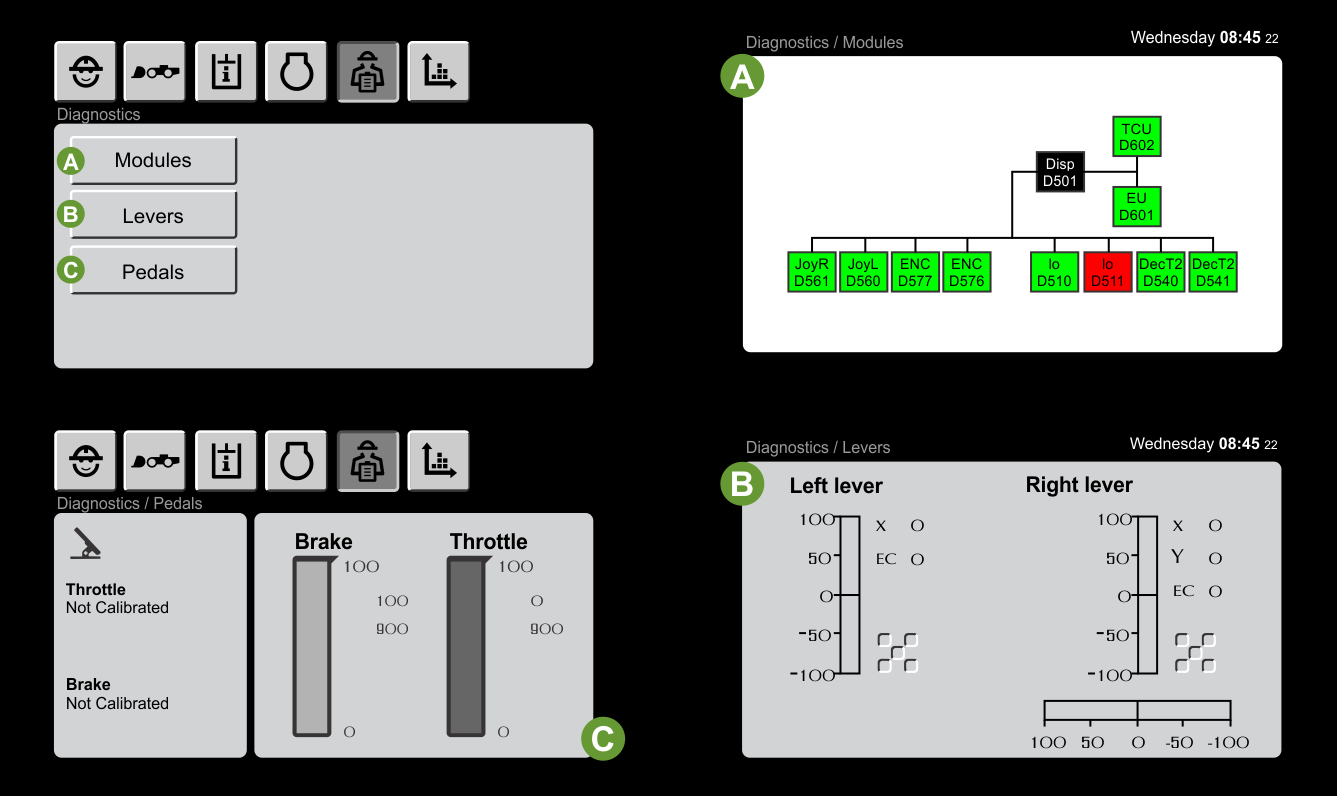 Diagnostics
A
Modules
B
Levers
C
Pedals
Diagnostics / Modules
Wednesday 08:45 22
A
TCU
D602
Disp
D501
EU
D601
JoyR
D561
JoyL
D560
ENC
D577
ENC
D576
Io
D510
Io
D511
DecT2
D540
DecT2
D541
Diagnostics / Pedals
Throttle
Not Calibrated
Brake
Not Calibrated
Brake
100
100
900
0
Throttle
100
0
900
0
C
Diagnostics / Levers
Wednesday 08:45 22
B
Left lever
100
50
0
-50
-100
X 0
EC 0
Right lever
100
50
0
-50
-100
X 0
Y 0
EC 0
100 50 0 -50 -100